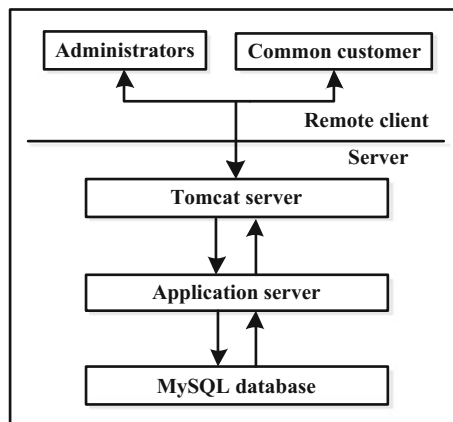 Administrators
Common customer
Remote client
Server
Tomcat server
Application server
MySQL database